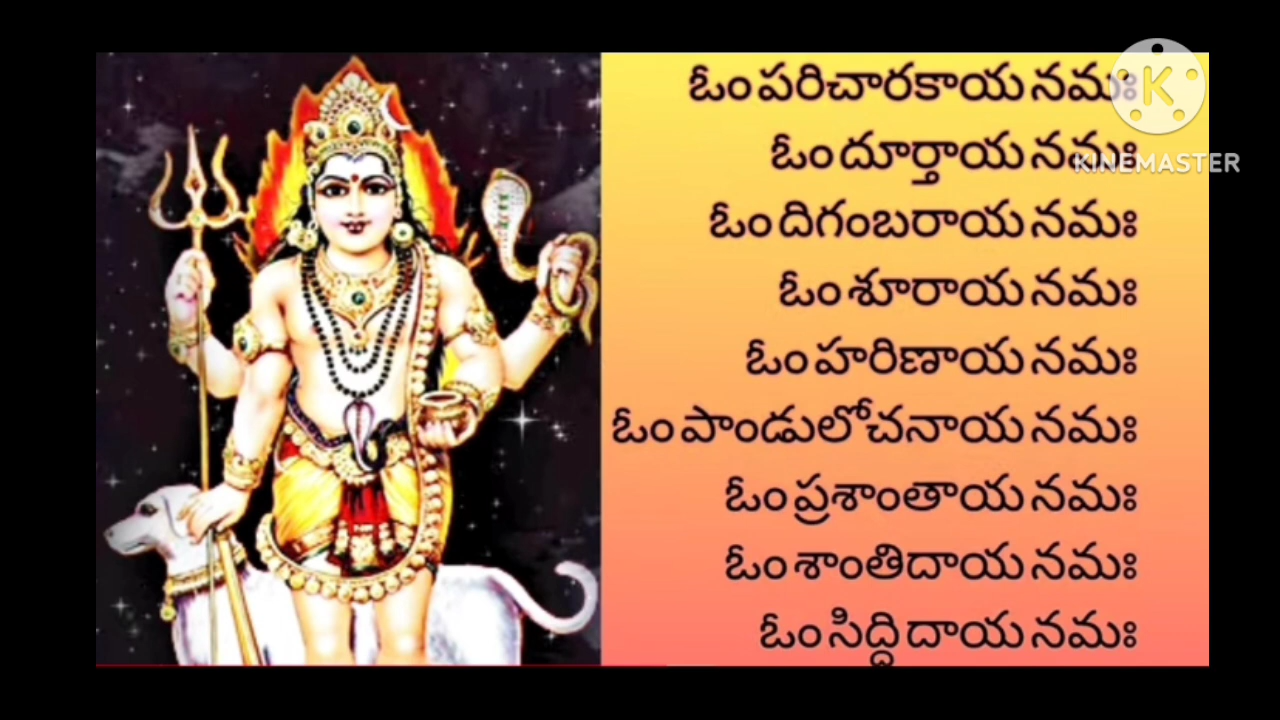 ఓం పరిచారకాయ నమః
KINEMASTER
ఓం దూర్తాయ నమః
ఓం దిగంబరాయ నమః
ఓం శూరాయ నమః
ఓం హరిణాయ నమః
ఓం పాండులోచనాయ నమః
ఓం ప్రశాంతాయ నమః
ఓం శాంతిదాయ నమః
ఓం సిద్ధి దాయ నమః